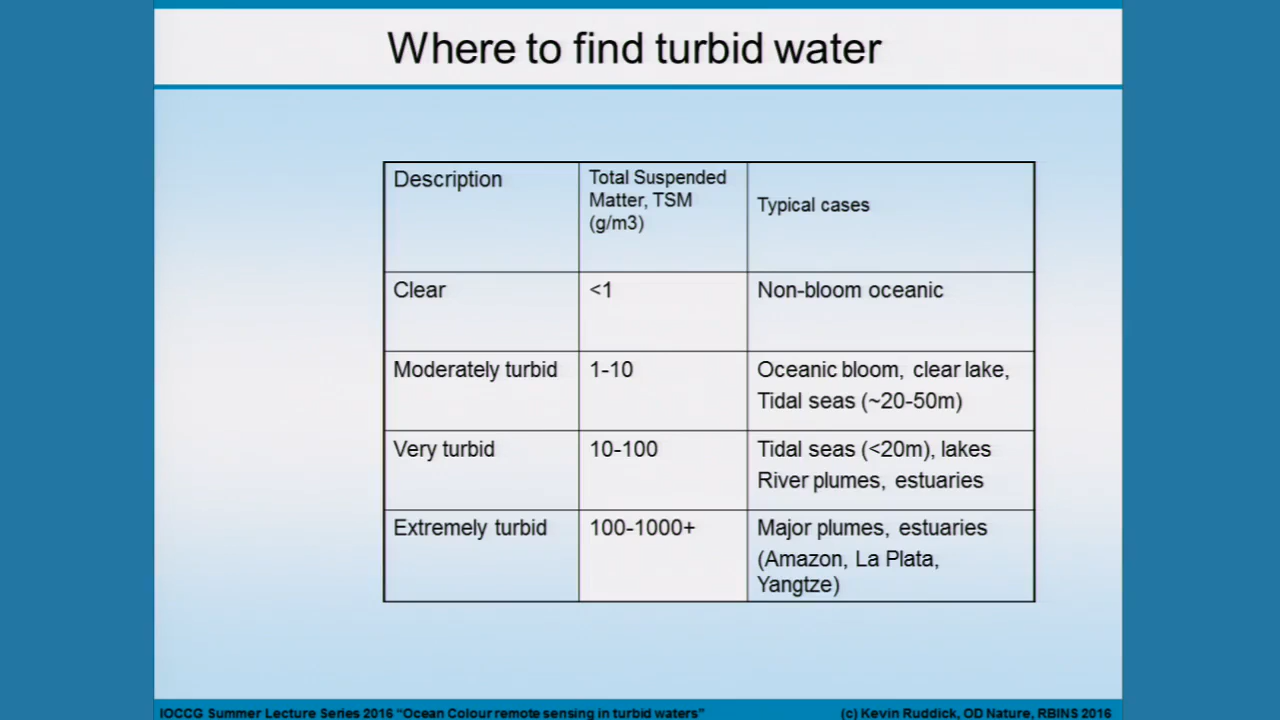 Where to find turbid water
Description
Total Suspended
Matter, TSM
(g/m3)
Typical cases
Clear
<1
Non-bloom oceanic
Moderately turbid
1-10
Oceanic bloom, clear lake,
Tidal seas (~20-50m)
Very turbid
10-100
Tidal seas (<20m), lakes
River plumes, estuaries
Extremely turbid
100-1000+
Major plumes, estuaries
(Amazon, La Plata,
Yangtze)
IOCCG Summer Lecture Series 2016 “Ocean Colour remote sensing in turbid waters”
(c) Kevin Ruddick, OD Nature, RBINS 2016